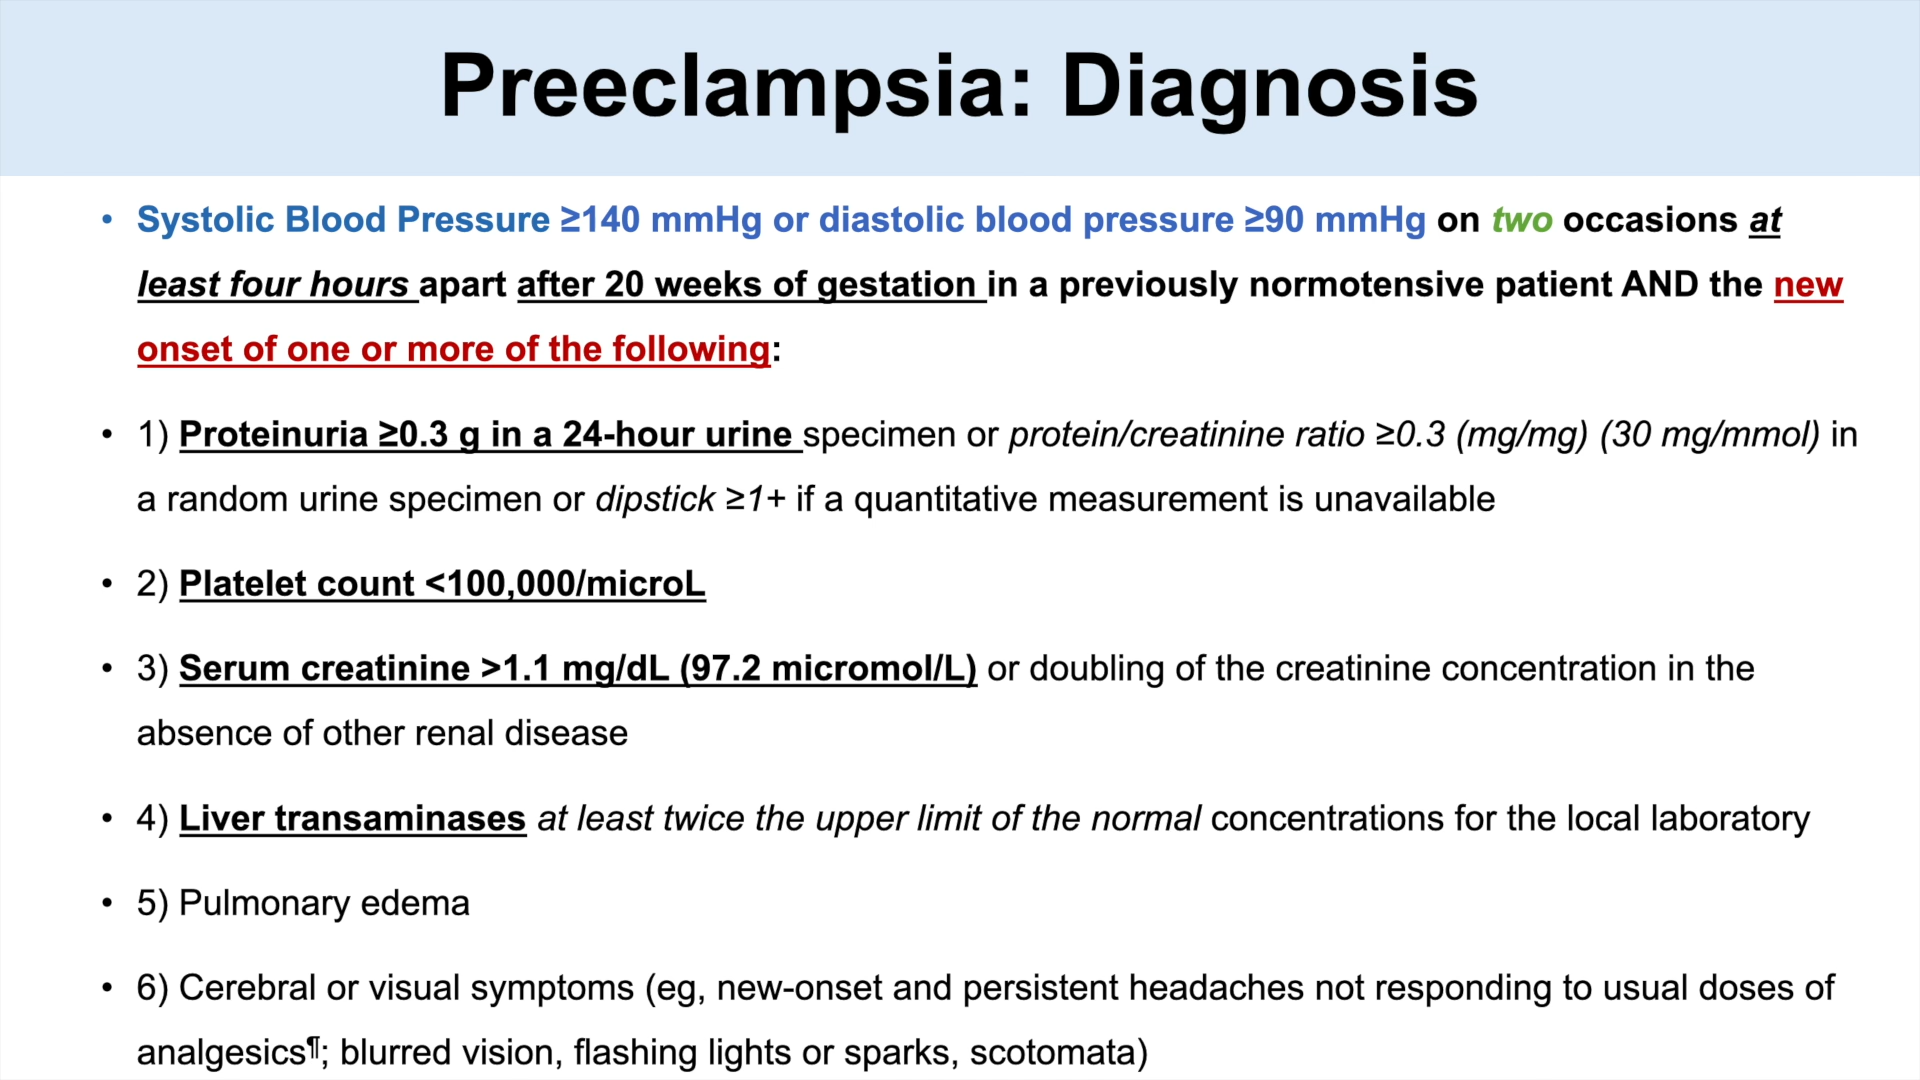 Preeclampsia: Diagnosis
• Systolic Blood Pressure ≥140 mmHg or diastolic blood pressure ≥90 mmHg on two occasions at
least four hours apart after 20 weeks of gestation in a previously normotensive patient AND the new
onset of one or more of the following:
• 1) Proteinuria ≥0.3 g in a 24-hour urine specimen or protein/creatinine ratio ≥0.3 (mg/mg) (30 mg/mmol) in
a random urine specimen or dipstick ≥1+ if a quantitative measurement is unavailable
• 2) Platelet count <100,000/microL
• 3) Serum creatinine >1.1 mg/dL (97.2 micromol/L) or doubling of the creatinine concentration in the
absence of other renal disease
• 4) Liver transaminases at least twice the upper limit of the normal concentrations for the local laboratory
• 5) Pulmonary edema
• 6) Cerebral or visual symptoms (eg, new-onset and persistent headaches not responding to usual doses of
analgesics¶; blurred vision, flashing lights or sparks, scotomata)